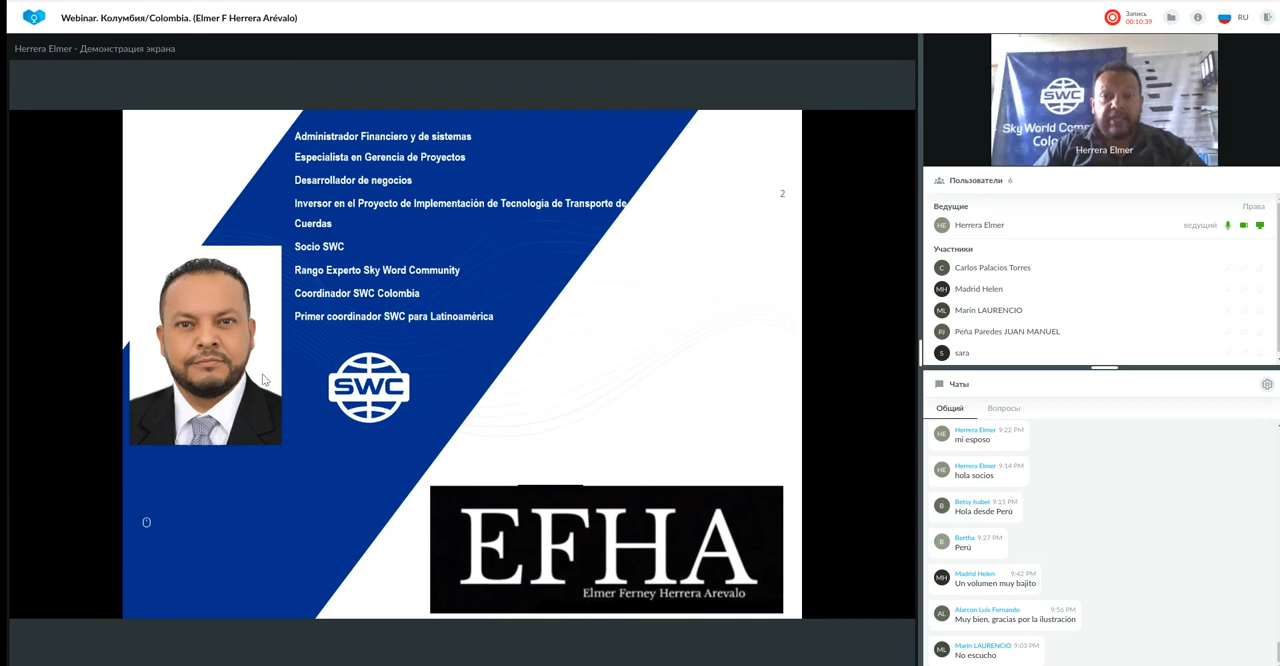 Webinar. Колумбия/Colombia. (Elmer F Herrera Arévalo)
Запись
00:10:39
RU
Herrera Elmer - Демонстрация экрана
Administrador Financiero y de sistemas
Especialista en Gerencia de Proyectos
Desarrollador de negocios
Inversor en el Proyecto de Implementación de Tecnologia de Transporte de
Cuerdas
Socio SWC
Rango Experto Sky Word Community
Coordinador SWC Colombia
Primer coordinador SWC para Latinoamérica
2
SWC
EFHA
Elmer Ferney Herrera Arevalo
SWC
Sky World Com
Col
Herrera Elmer
Пользователи 6
Ведущие Права
HE Herrera Elmer ведущий
Участники
C Carlos Palacios Torres
MH Madrid Helen
ML Marin LAURENCIO
PJ Peña Paredes JUAN MANUEL
S sara
Чаты
Общий Вопросы
HE Herrera Elmer 9:22 PM
mi esposo
HE Herrera Elmer 9:14 PM
hola socios
B Betsy Isabel 9:15 PM
Hola desde Perú
B Bertha 9:27 PM
Perú
MH Madrid Helen 9:42 PM
Un volumen muy bajito
AL Alarcon Luis Fernando 9:56 PM
Muy bien, gracias por la ilustración
ML Marin LAURENCIO 9:03 PM
No escucho